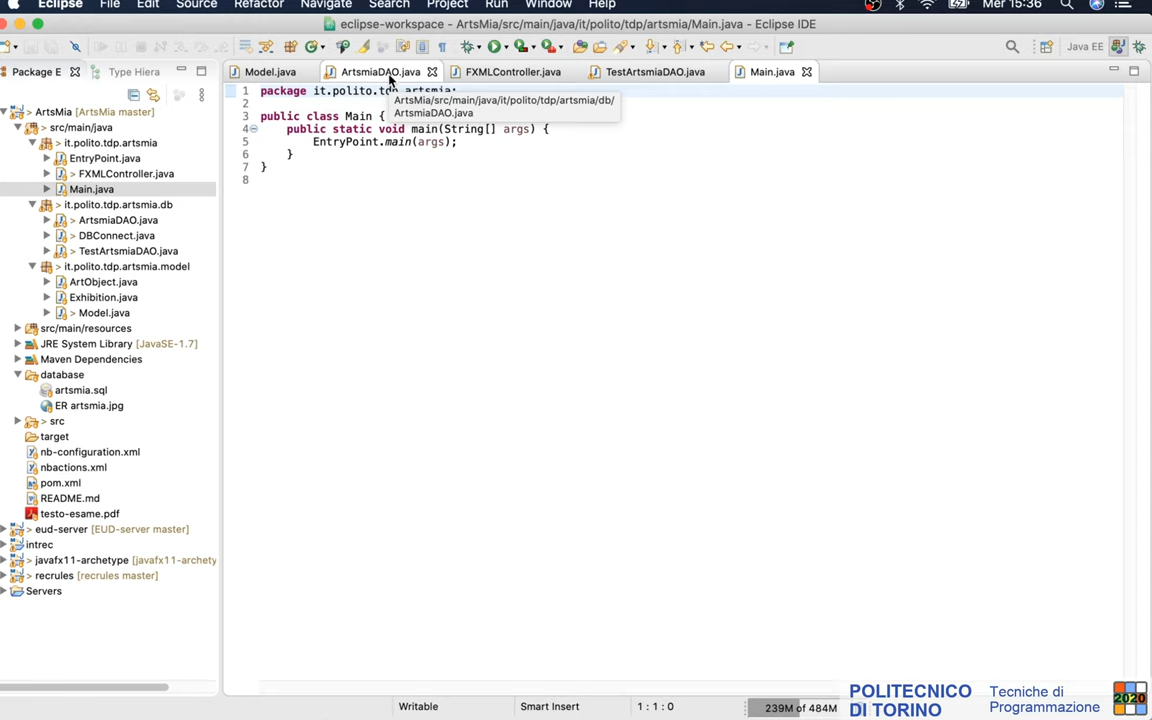 Eclipse File Edit Source Refactor Navigate Search Project Run Window Help Mer 15:36
eclipse-workspace - ArtsMia/src/main/java/it/polito/tdp/artsmia/Main.java - Eclipse IDE
Java EE
Package E Type Hiera
Model.java ArtsmiaDAO.java FXMLController.java TestArtsmiaDAO.java Main.java
ArtsMia [ArtsMia master]
src/main/java
it.polito.tdp.artsmia
EntryPoint.java
> FXMLController.java
Main.java
> it.polito.tdp.artsmia.db
> ArtsmiaDAO.java
> DBConnect.java
> TestArtsmiaDAO.java
> it.polito.tdp.artsmia.model
ArtObject.java
Exhibition.java
> Model.java
src/main/resources
JRE System Library [JavaSE-1.7]
Maven Dependencies
database
artsmia.sql
ER artsmia.jpg
> src
target
nb-configuration.xml
nbactions.xml
pom.xml
README.md
testo-esame.pdf
> eud-server [EUD-server master]
intrec
> javafx11-archetype [javafx11-archety
> recrules [recrules master]
Servers
1 package it.polito.tdp.artsmia;
2
3 public class Main {
4 public static void main(String[] args) {
5 EntryPoint.main(args);
6 }
7 }
8
ArtsMia/src/main/java/it/polito/tdp/artsmia/db/
ArtsmiaDAO.java
Writable Smart Insert 1 : 1 : 0 239M of 484M
POLITECNICO
DI TORINO
Tecniche di
Programmazione
2020